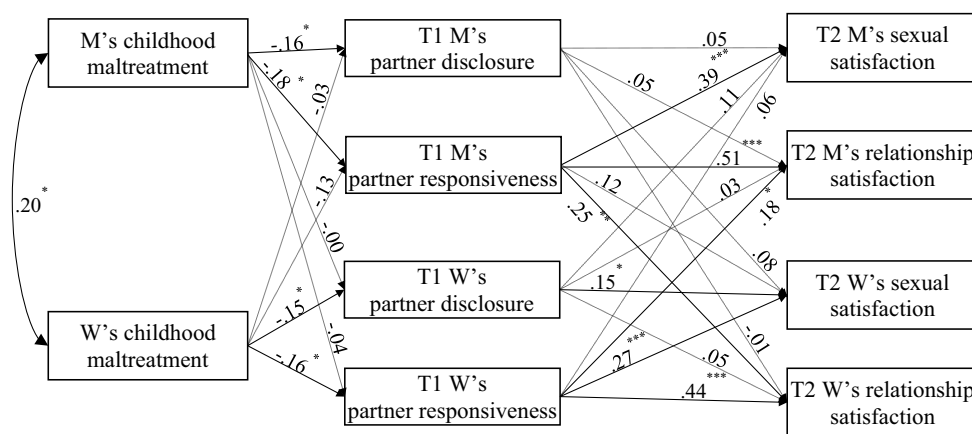 M's childhood
maltreatment
W's childhood
maltreatment
.20*
-.16*
-.18*
-.03
-.13
-.00
-.15*
-.04
-.16*
T1 M's
partner disclosure
T1 M's
partner responsiveness
T1 W's
partner disclosure
T1 W's
partner responsiveness
.05
.39***
.05
.11
.06
.51***
.12
.03
.25**
.18*
.08
.15*
-.01
.27***
.05
.44***
T2 M's sexual
satisfaction
T2 M's relationship
satisfaction
T2 W's sexual
satisfaction
T2 W's relationship
satisfaction